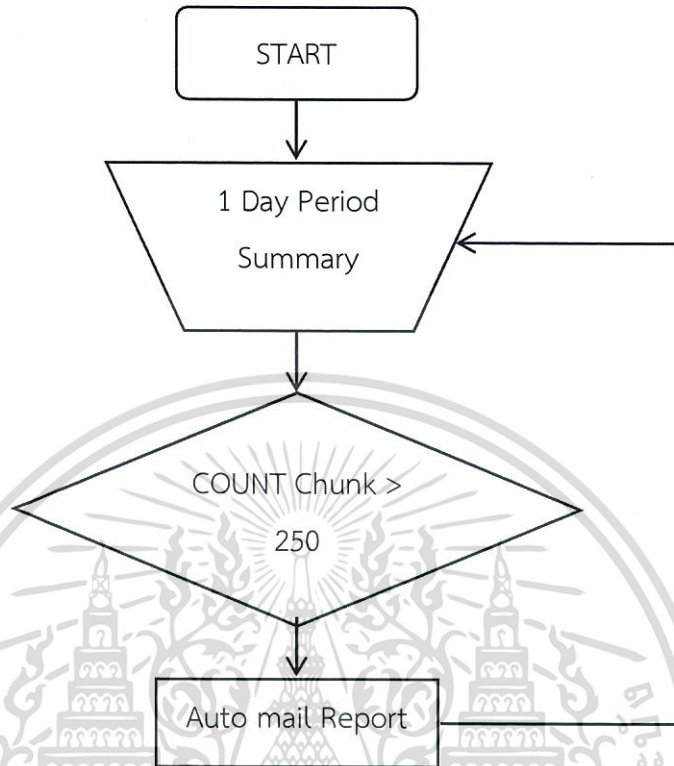 START
1 Day Period
Summary
COUNT Chunk >
250
Auto mail Report